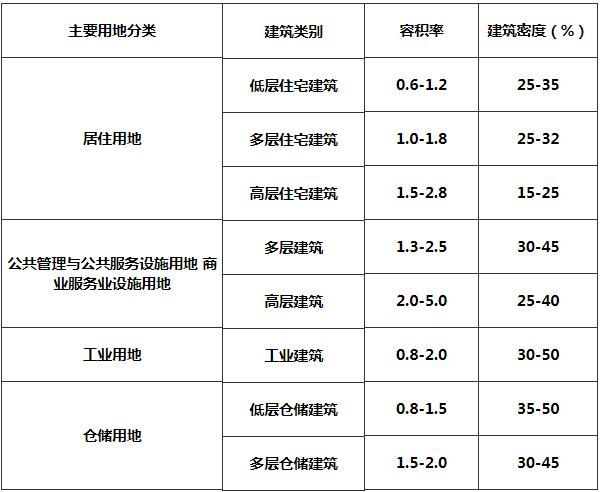 主要用地分类 建筑类别 容积率 建筑密度（%）
居住用地 低层住宅建筑 0.6-1.2 25-35
多层住宅建筑 1.0-1.8 25-32
高层住宅建筑 1.5-2.8 15-25
公共管理与公共服务设施用地 商
业服务业设施用地
多层建筑 1.3-2.5 30-45
高层建筑 2.0-5.0 25-40
工业用地 工业建筑 0.8-2.0 30-50
仓储用地 低层仓储建筑 0.8-1.5 35-50
多层仓储建筑 1.5-2.0 30-45